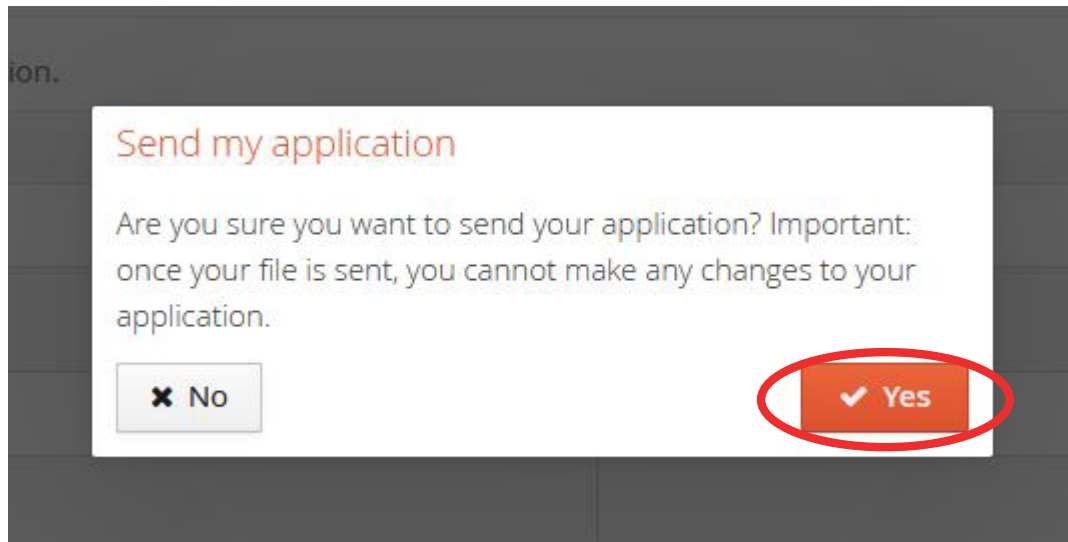 ion.
Send my application
Are you sure you want to send your application? Important:
once your file is sent, you cannot make any changes to your
application.
No
Yes